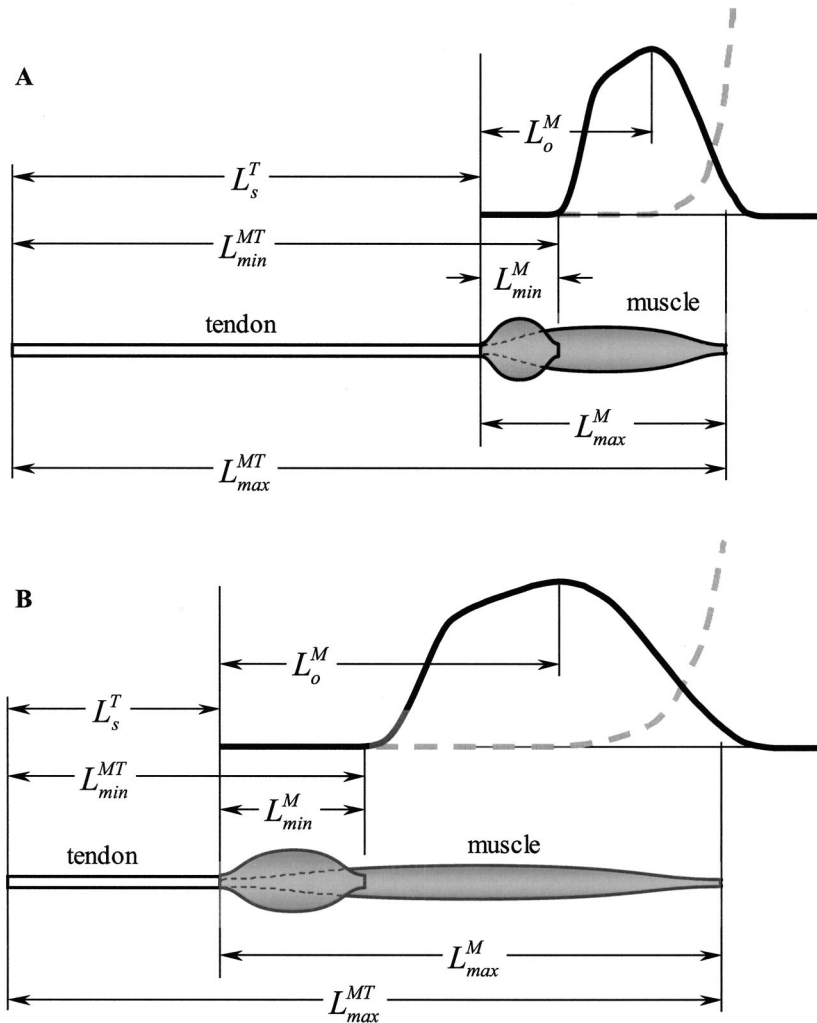 A
L_o^M
L_s^T
L_min^MT
L_min^M
muscle
tendon
L_max^M
L_max^MT
B
L_o^M
L_s^T
L_min^MT
L_min^M
tendon
muscle
L_max^M
L_max^MT